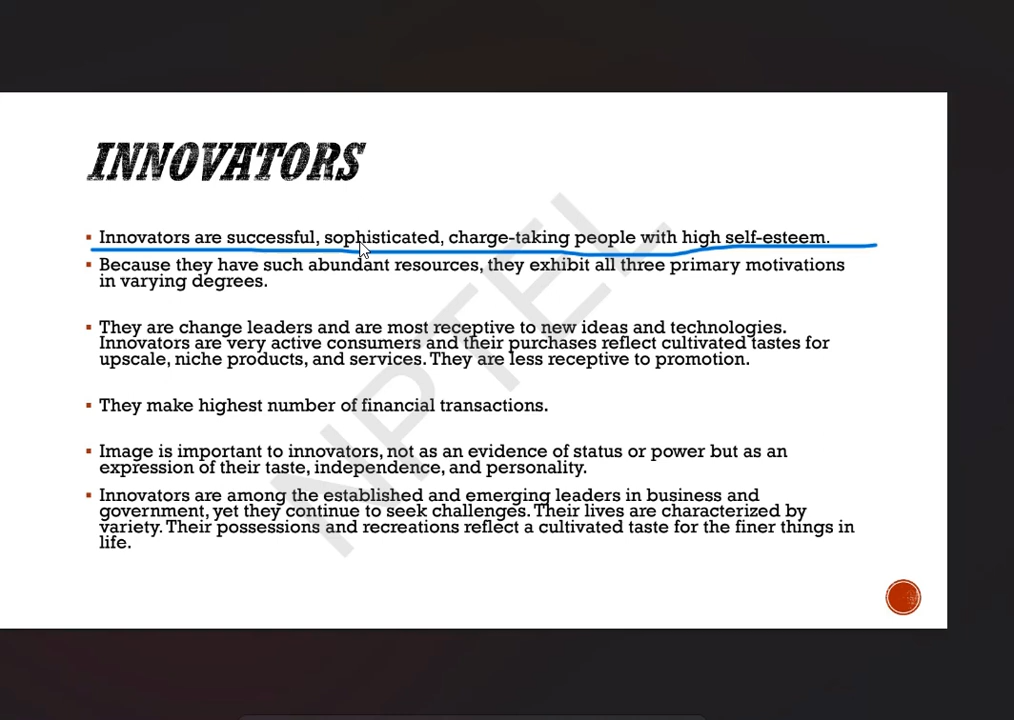 INNOVATORS
Innovators are successful, sophisticated, charge-taking people with high self-esteem.
Because they have such abundant resources, they exhibit all three primary motivations
in varying degrees.
They are change leaders and are most receptive to new ideas and technologies.
Innovators are very active consumers and their purchases reflect cultivated tastes for
upscale, niche products, and services. They are less receptive to promotion.
They make highest number of financial transactions.
Image is important to innovators, not as an evidence of status or power but as an
expression of their taste, independence, and personality.
Innovators are among the established and emerging leaders in business and
government, yet they continue to seek challenges. Their lives are characterized by
variety. Their possessions and recreations reflect a cultivated taste for the finer things in
life.
NPTEL